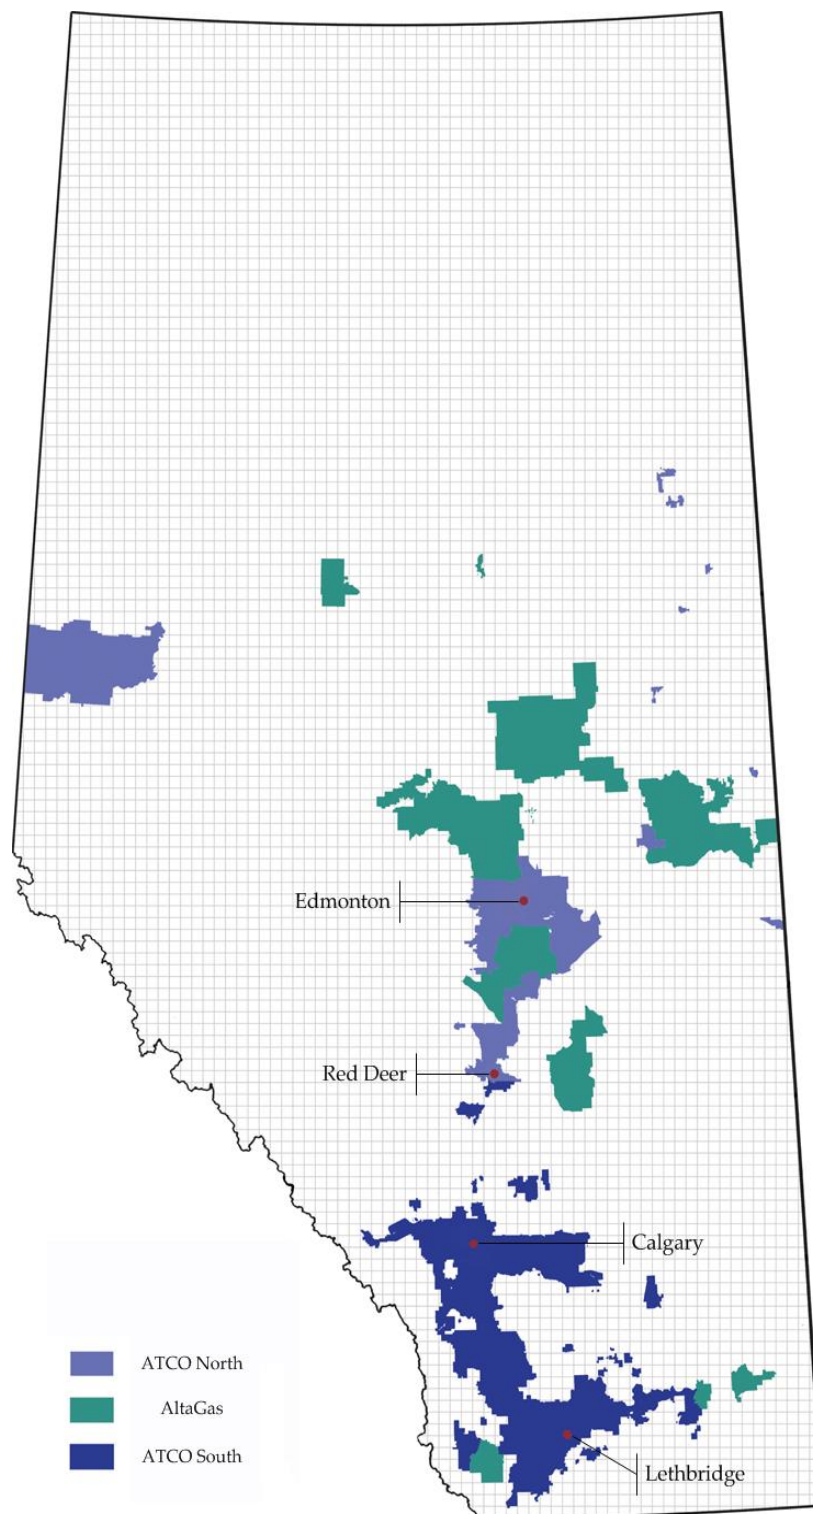 Edmonton
Red Deer
Calgary
ATCO North
AltaGas
ATCO South
Lethbridge